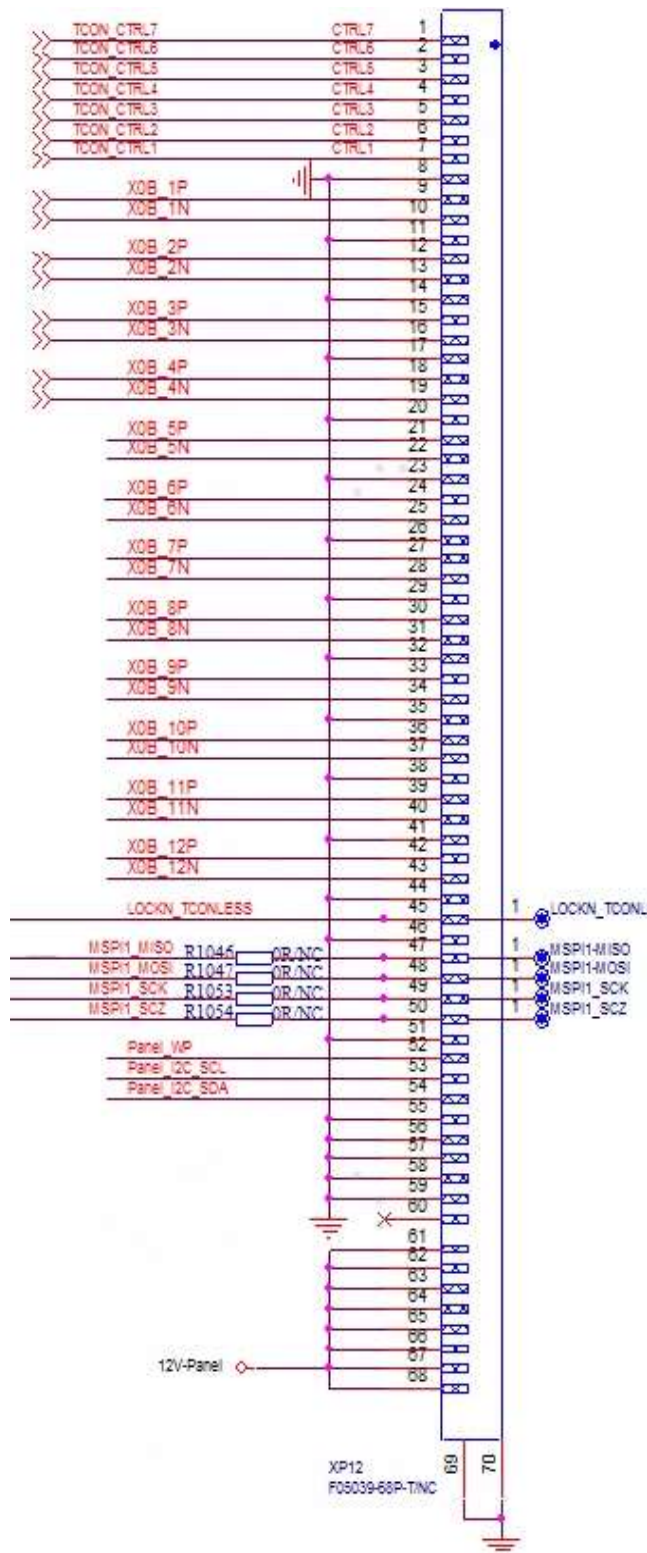 TCON_CTRL7 CTRL7 1
TCON_CTRL6 CTRL6 2
TCON_CTRL5 CTRL5 3
TCON_CTRL4 CTRL4 4
TCON_CTRL3 CTRL3 5
TCON_CTRL2 CTRL2 6
TCON_CTRL1 CTRL1 7
8
X0B_1P 9
X0B_1N 10
11
X0B_2P 12
X0B_2N 13
14
X0B_3P 15
X0B_3N 16
17
X0B_4P 18
X0B_4N 19
20
X0B_5P 21
X0B_5N 22
23
X0B_6P 24
X0B_6N 25
26
X0B_7P 27
X0B_7N 28
29
X0B_8P 30
X0B_8N 31
32
X0B_9P 33
X0B_9N 34
35
X0B_10P 36
X0B_10N 37
38
X0B_11P 39
X0B_11N 40
41
X0B_12P 42
X0B_12N 43
44
LOCKN_TCONLESS 45 1 LOCKN_TCONL
46
MSPI1_MISO R1046 0R/NC 47 1 MSPI1-MISO
MSPI1_MOSI R1047 0R/NC 48 1 MSPI1-MOSI
MSPI1_SCK R1053 0R/NC 49 1 MSPI1_SCK
MSPI1_SCZ R1054 0R/NC 50 1 MSPI1_SCZ
51
Panel_WP 52
Panel_I2C_SCL 53
Panel_I2C_SDA 54
55
56
57
58
59
60
61
62
63
64
65
66
12V-Panel 67
68
69 70
XP12
F05039-68P-T/NC